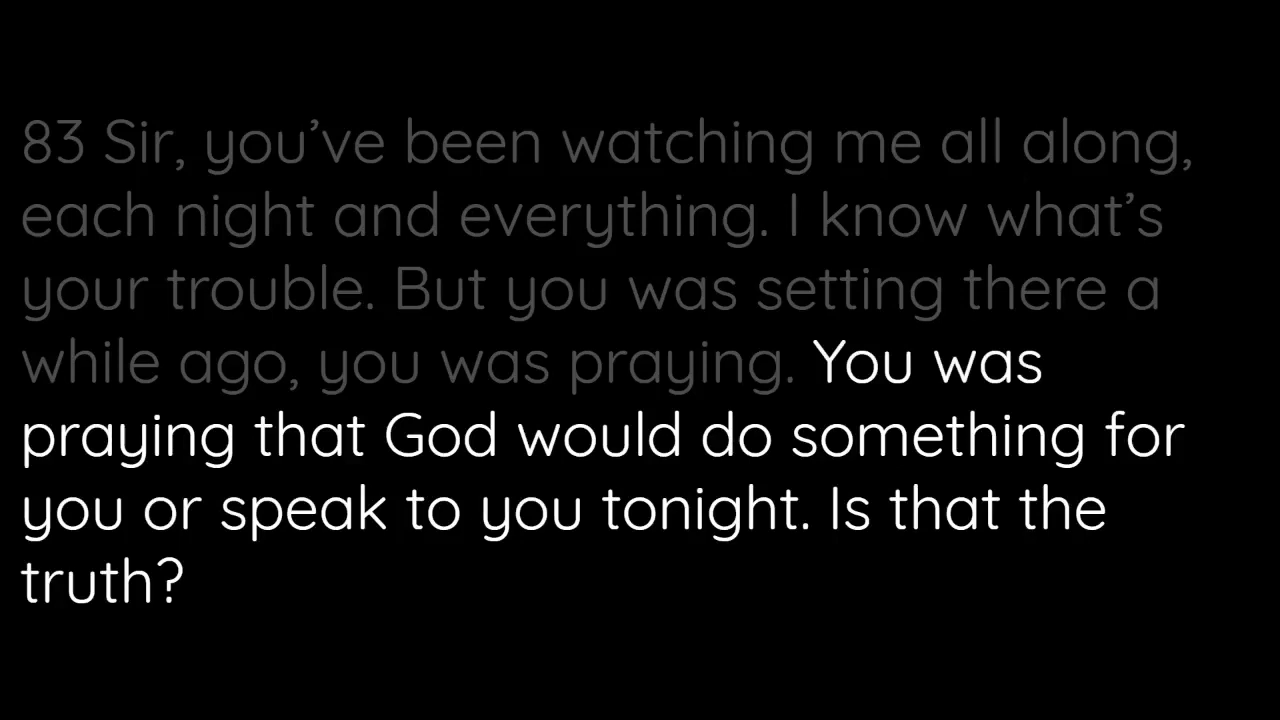 83 Sir, you’ve been watching me all along,
each night and everything. I know what’s
your trouble. But you was setting there a
while ago, you was praying. You was
praying that God would do something for
you or speak to you tonight. Is that the
truth?